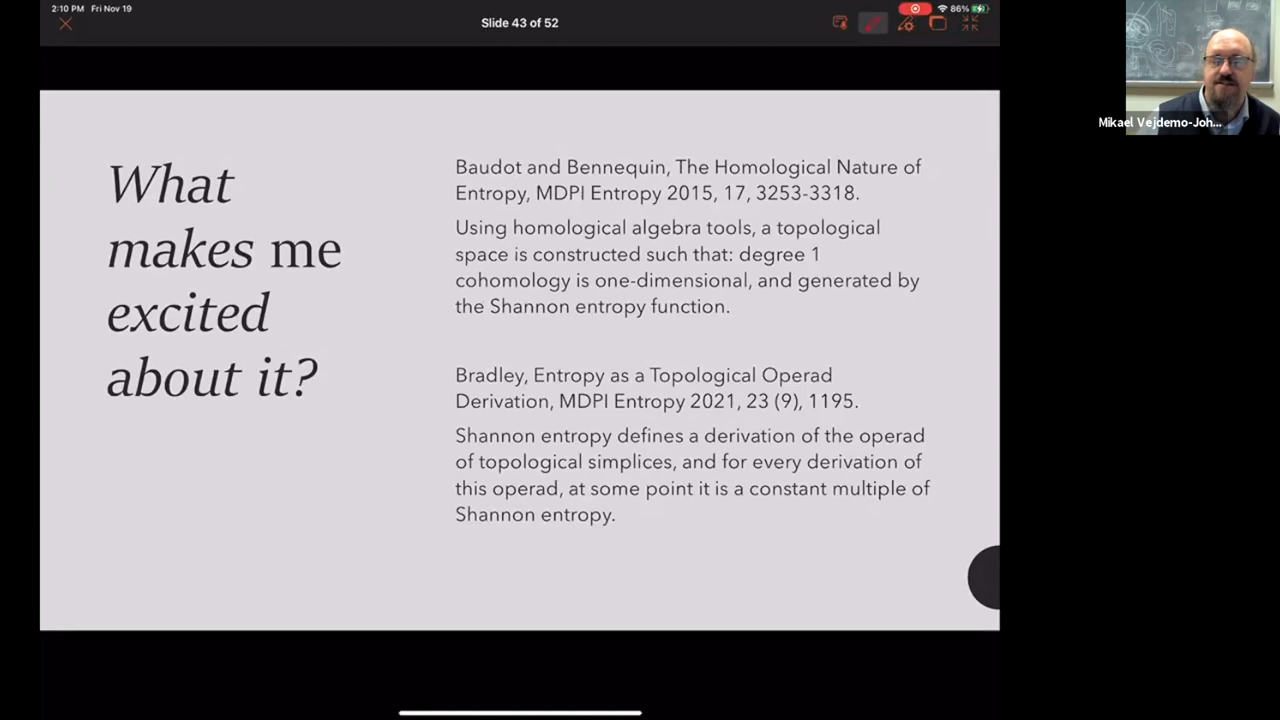 2:10 PM Fri Nov 19
Slide 43 of 52
86%
Mikael Vejdemo-Joh...
What
makes me
excited
about it?
Baudot and Bennequin, The Homological Nature of
Entropy, MDPI Entropy 2015, 17, 3253-3318.
Using homological algebra tools, a topological
space is constructed such that: degree 1
cohomology is one-dimensional, and generated by
the Shannon entropy function.
Bradley, Entropy as a Topological Operad
Derivation, MDPI Entropy 2021, 23 (9), 1195.
Shannon entropy defines a derivation of the operad
of topological simplices, and for every derivation of
this operad, at some point it is a constant multiple of
Shannon entropy.